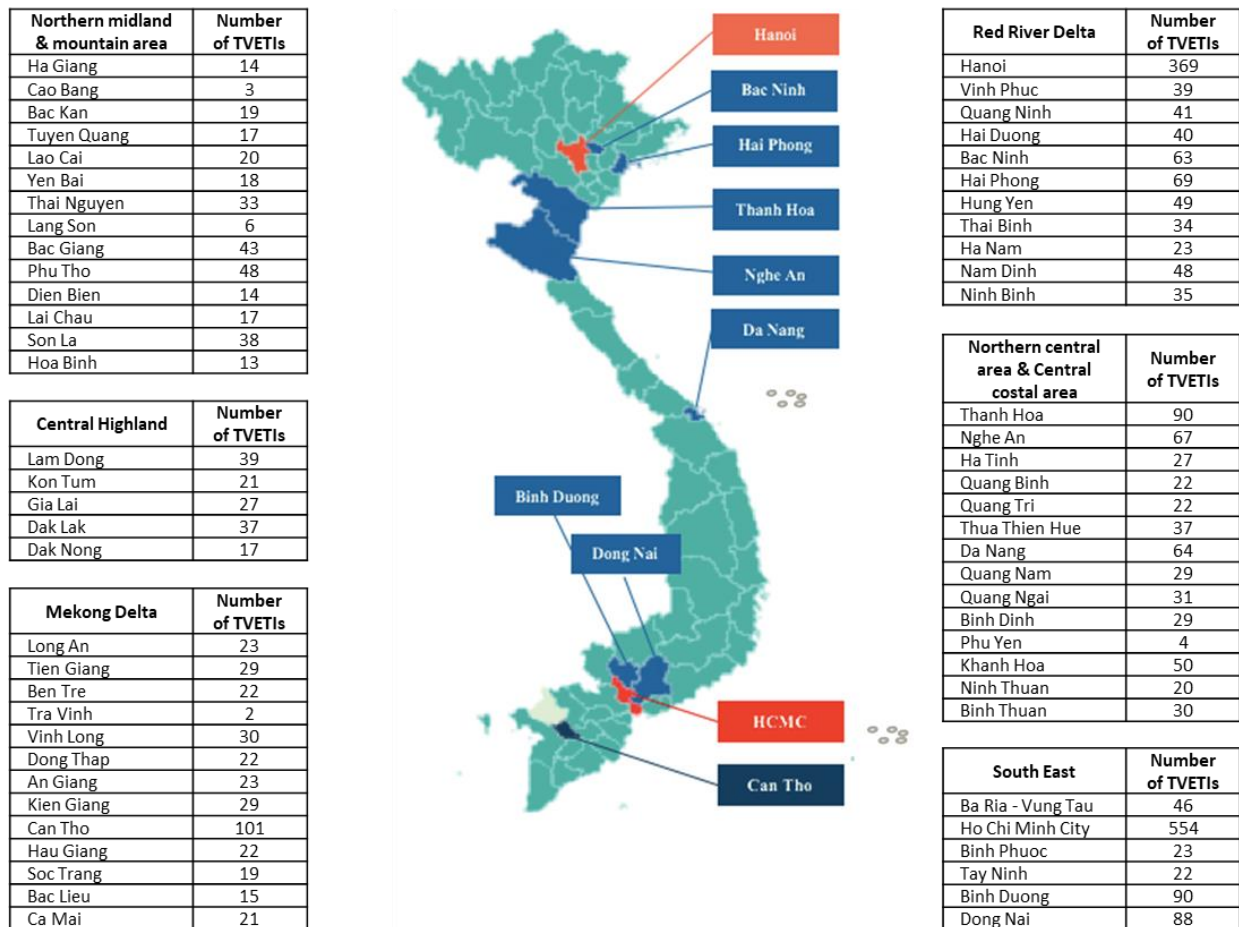 Northern midland & mountain area Number of TVETIs
Ha Giang 14
Cao Bang 3
Bac Kan 19
Tuyen Quang 17
Lao Cai 20
Yen Bai 18
Thai Nguyen 33
Lang Son 6
Bac Giang 43
Phu Tho 48
Dien Bien 14
Lai Chau 17
Son La 38
Hoa Binh 13
Central Highland Number of TVETIs
Lam Dong 39
Kon Tum 21
Gia Lai 27
Dak Lak 37
Dak Nong 17
Mekong Delta Number of TVETIs
Long An 23
Tien Giang 29
Ben Tre 22
Tra Vinh 2
Vinh Long 30
Dong Thap 22
An Giang 23
Kien Giang 29
Can Tho 101
Hau Giang 22
Soc Trang 19
Bac Lieu 15
Ca Mai 21
Hanoi
Bac Ninh
Hai Phong
Thanh Hoa
Nghe An
Da Nang
Binh Duong
Dong Nai
HCMC
Can Tho
Red River Delta Number of TVETIs
Hanoi 369
Vinh Phuc 39
Quang Ninh 41
Hai Duong 40
Bac Ninh 63
Hai Phong 69
Hung Yen 49
Thai Binh 34
Ha Nam 23
Nam Dinh 48
Ninh Binh 35
Northern central area & Central costal area Number of TVETIs
Thanh Hoa 90
Nghe An 67
Ha Tinh 27
Quang Binh 22
Quang Tri 22
Thua Thien Hue 37
Da Nang 64
Quang Nam 29
Quang Ngai 31
Binh Dinh 29
Phu Yen 4
Khanh Hoa 50
Ninh Thuan 20
Binh Thuan 30
South East Number of TVETIs
Ba Ria - Vung Tau 46
Ho Chi Minh City 554
Binh Phuoc 23
Tay Ninh 22
Binh Duong 90
Dong Nai 88